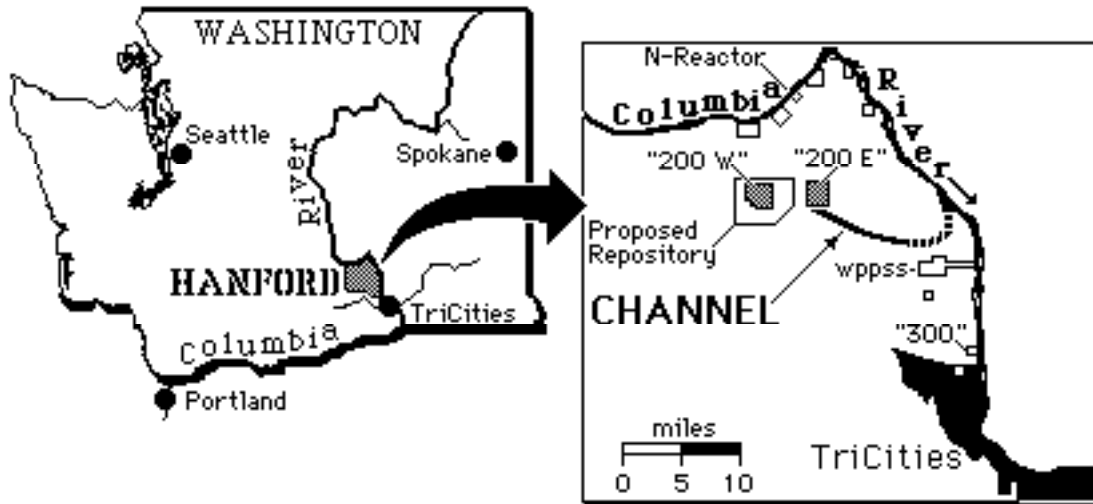 WASHINGTON
Seattle
Spokane
River
HANFORD
TriCities
Columbia
Portland
N-Reactor
Columbia River
"200 W"
"200 E"
Proposed
Repository
wppss
CHANNEL
"300"
miles
0 5 10
TriCities